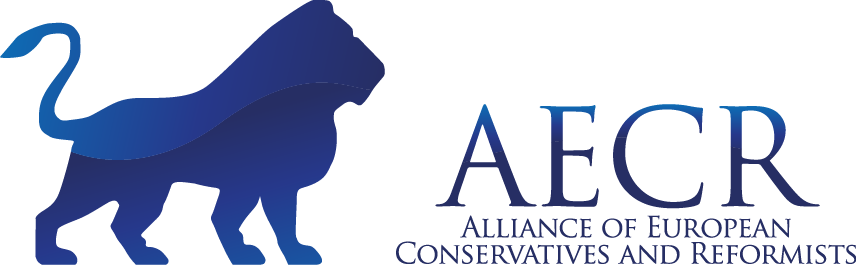 AECR
Alliance of European
Conservatives and Reformists